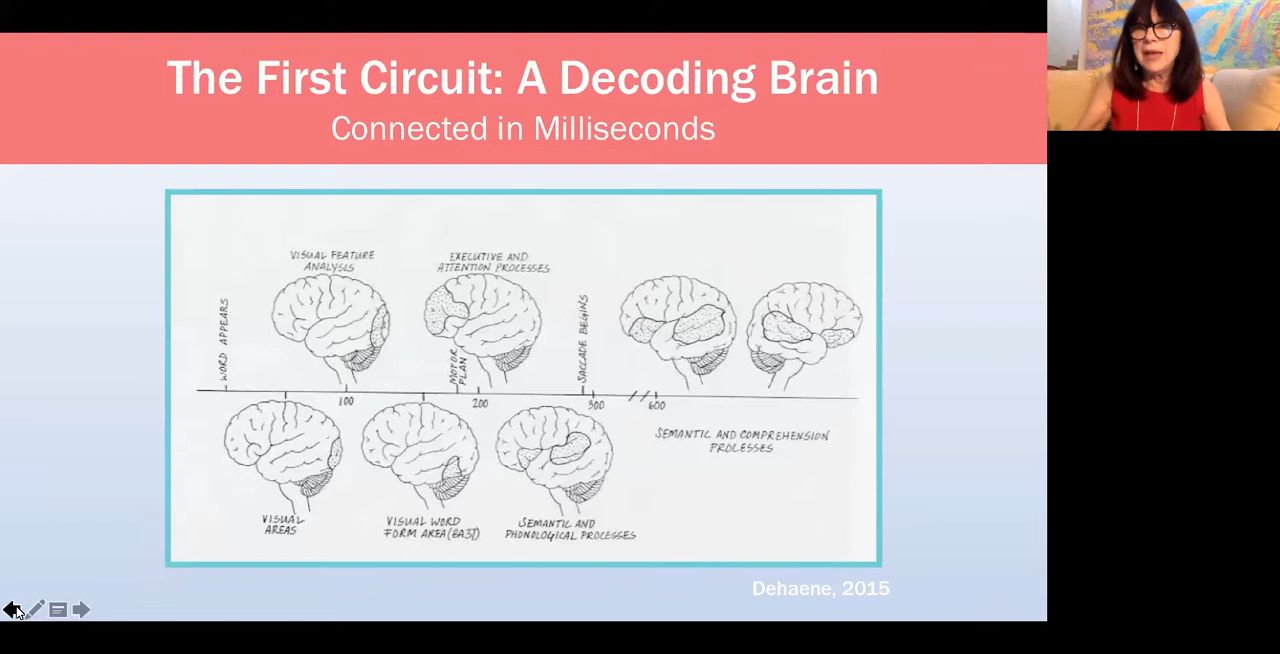 The First Circuit: A Decoding Brain
Connected in Milliseconds
VISUAL FEATURE
ANALYSIS
EXECUTIVE AND
ATTENTION PROCESSES
WORD APPEARS
MOTOR
PLAN
SACCADE BEGINS
100
200
300
600
SEMANTIC AND COMPREHENSION
PROCESSES
VISUAL
AREAS
VISUAL WORD
FORM AREA (BA37)
SEMANTIC AND
PHONOLOGICAL PROCESSES
Dehaene, 2015